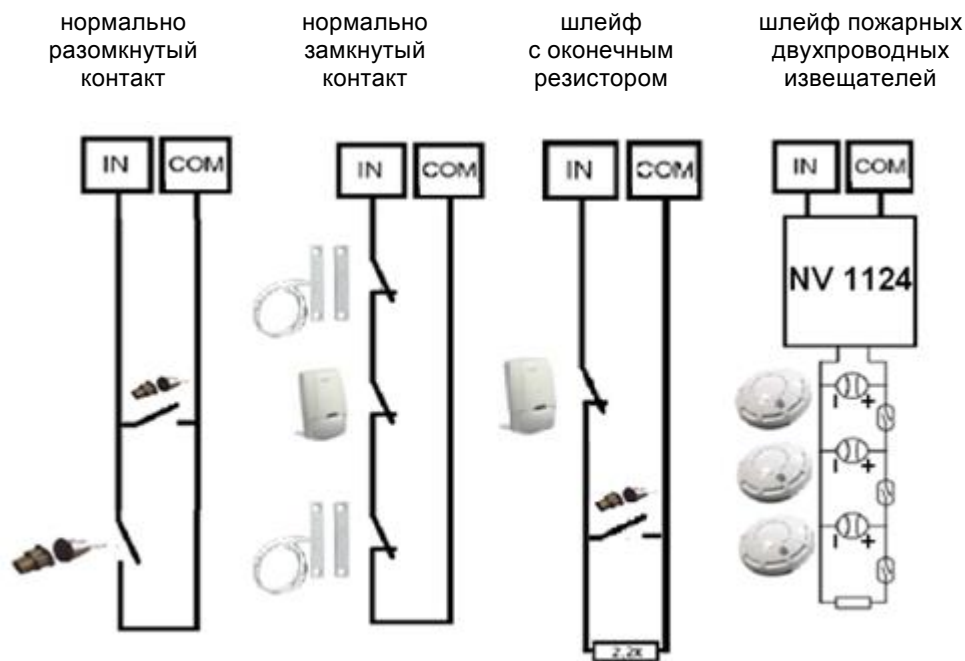 нормально
разомкнутый
контакт
нормально
замкнутый
контакт
шлейф
с оконечным
резистором
шлейф пожарных
двухпроводных
извещателей
IN COM
IN COM
IN COM
IN COM
NV 1124
- +
- +
- +
2,2к